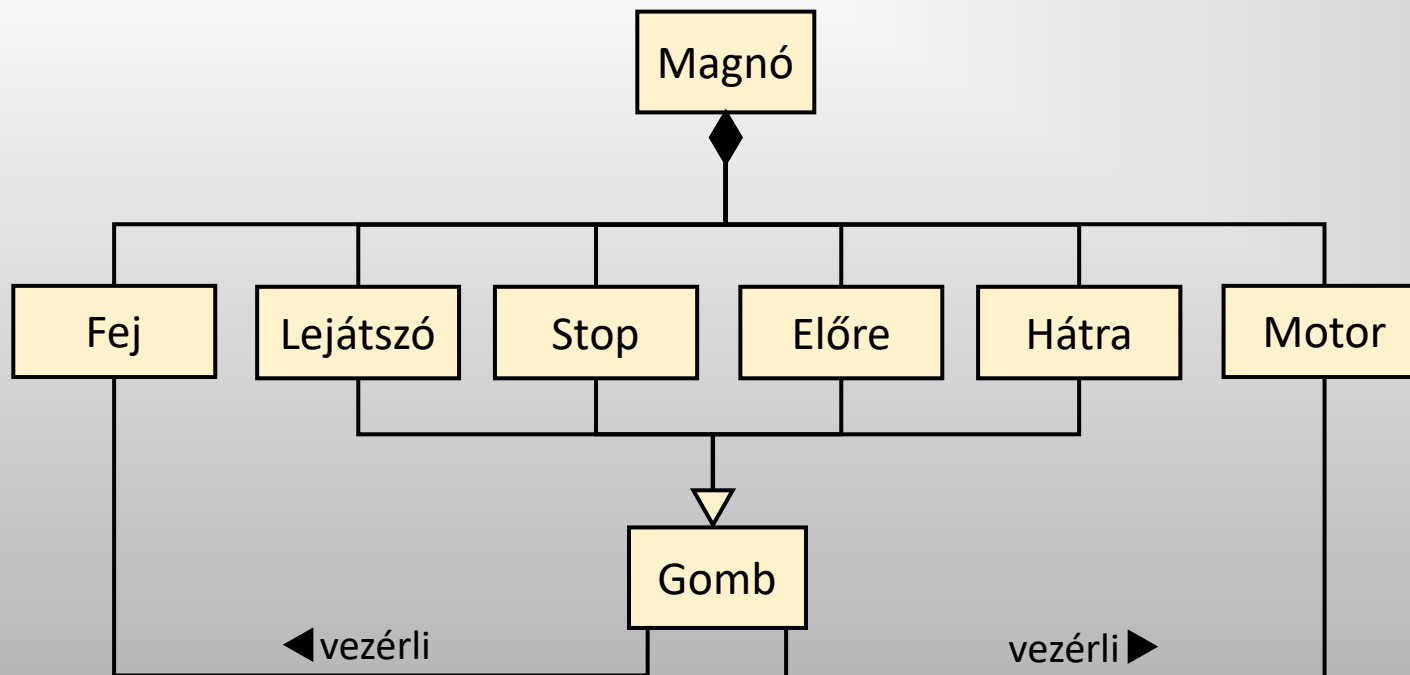 Magnó
Fej
Lejátszó
Stop
Előre
Hátra
Motor
Gomb
vezérli
vezérli